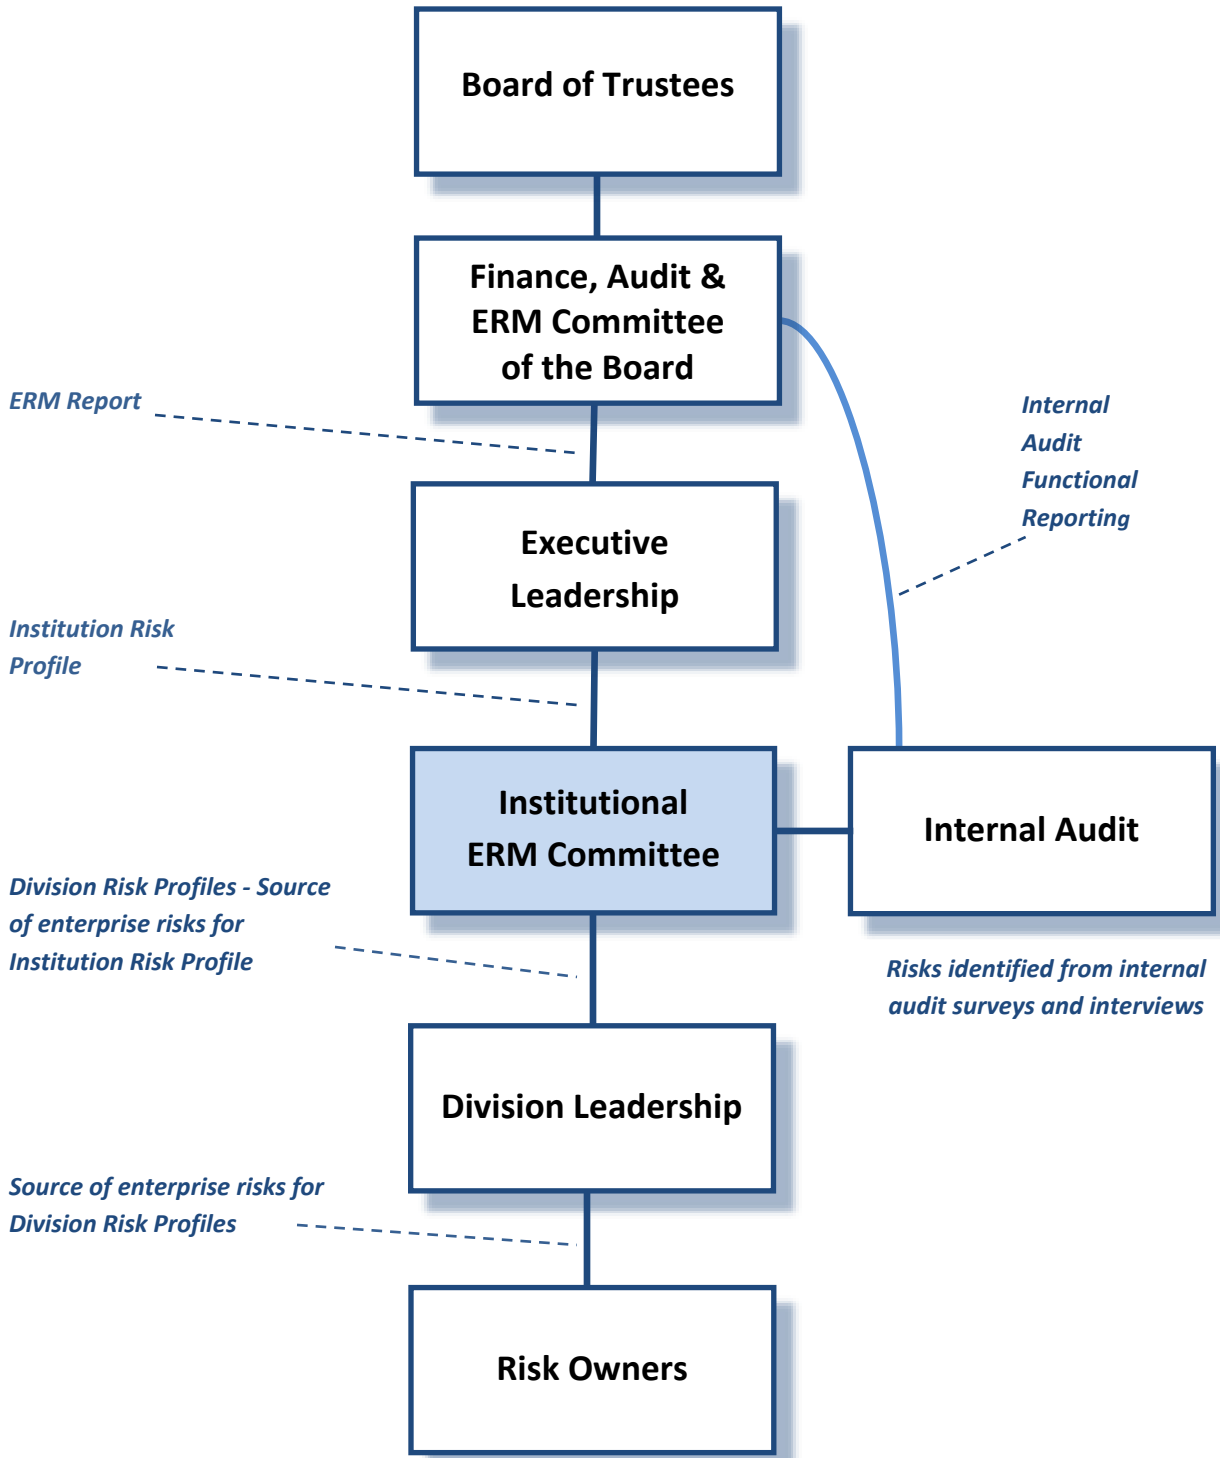 Board of Trustees
Finance, Audit &
ERM Committee
of the Board
ERM Report
Internal
Audit
Functional
Reporting
Executive
Leadership
Institution Risk
Profile
Institutional
ERM Committee
Internal Audit
Division Risk Profiles - Source
of enterprise risks for
Institution Risk Profile
Risks identified from internal
audit surveys and interviews
Division Leadership
Source of enterprise risks for
Division Risk Profiles
Risk Owners